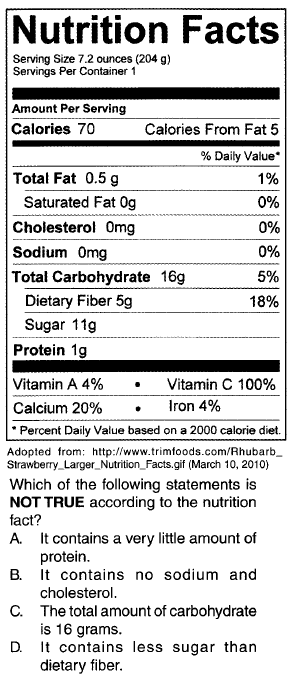 Nutrition Facts
Serving Size 7.2 ounces (204 g)
Servings Per Container 1
Amount Per Serving
Calories 70 Calories From Fat 5
% Daily Value*
Total Fat 0.5 g 1%
Saturated Fat 0g 0%
Cholesterol 0mg 0%
Sodium 0mg 0%
Total Carbohydrate 16g 5%
Dietary Fiber 5g 18%
Sugar 11g
Protein 1g
Vitamin A 4% • Vitamin C 100%
Calcium 20% • Iron 4%
* Percent Daily Value based on a 2000 calorie diet.
Adopted from: http://www.trimfoods.com/Rhubarb_
Strawberry_Larger_Nutrition_Facts.gif (March 10, 2010)
Which of the following statements is
NOT TRUE according to the nutrition
fact?
A. It contains a very little amount of
protein.
B. It contains no sodium and
cholesterol.
C. The total amount of carbohydrate
is 16 grams.
D. It contains less sugar than
dietary fiber.